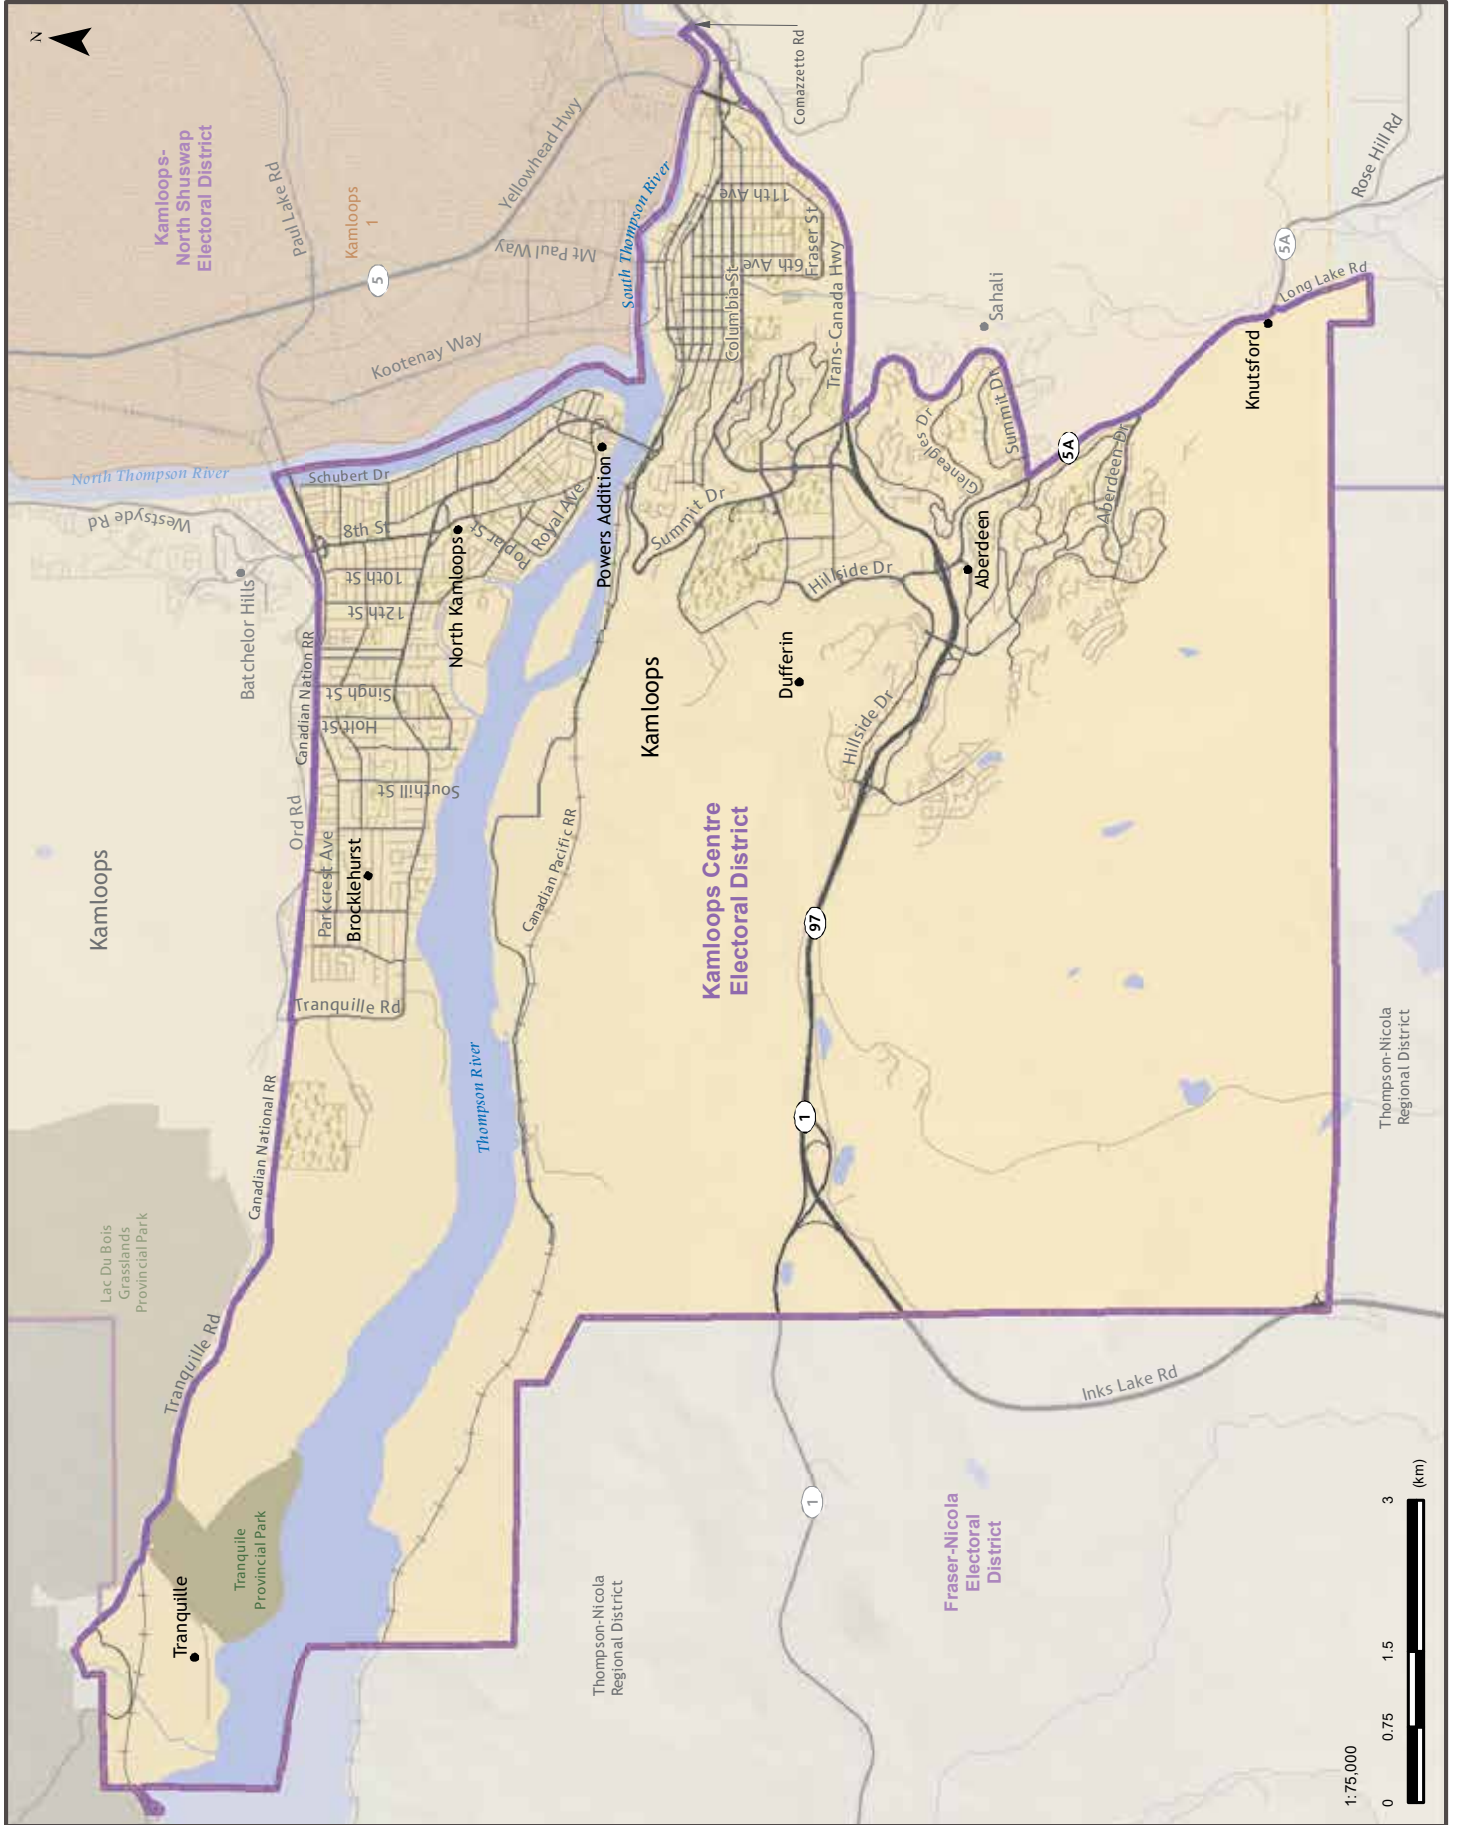 N
Kamloops-
North Shuswap
Electoral District
Paul Lake Rd
Kamloops
1
5
Yellowhead Hwy
Mt Paul Way
Kootenay Way
South Thompson River
North Thompson River
Comazzetto Rd
11th Ave
6th Ave
Fraser St
Columbia St
Trans-Canada Hwy
Sahali
5A
Rose Hill Rd
Long Lake Rd
Knutsford
Summit Dr
Gleneagles Dr
5A
Aberdeen Dr
Aberdeen
Westsyde Rd
Batchelor Hills
Schubert Dr
8th St
10th St
12th St
Singh St
Holt St
Southill St
North Kamloops
Poplar St
Royal Ave
Powers Addition
Summit Dr
Hillside Dr
Dufferin
Hillside Dr
Kamloops
Canadian Nation RR
Ord Rd
Parkcrest Ave
Brocklehurst
Tranquille Rd
Kamloops
Canadian Pacific RR
Kamloops Centre
Electoral District
97
1
Thompson River
Canadian National RR
Lac Du Bois
Grasslands
Provincial Park
Tranquille Rd
Tranquile
Provincial Park
Tranquille
Thompson-Nicola
Regional District
Inks Lake Rd
1
Fraser-Nicola
Electoral
District
Thompson-Nicola
Regional District
1:75,000
0 0.75 1.5 3
(km)